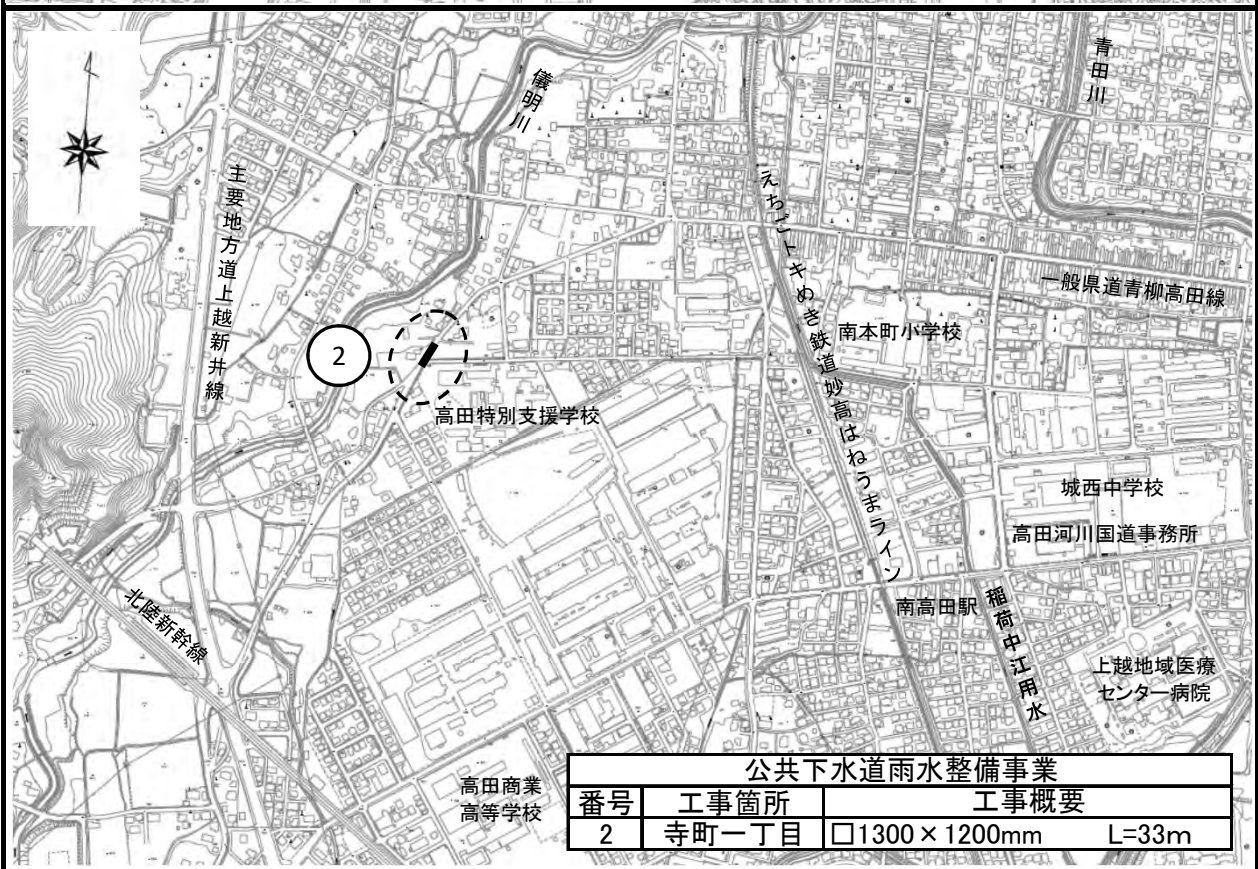 儀明川
青田川
主要地方道上越新井線
えちごトキめき鉄道妙高はねうまライン
一般県道青柳高田線
南本町小学校
2
高田特別支援学校
城西中学校
高田河川国道事務所
北陸新幹線
南高田駅
稲荷中江用水
上越地域医療
センター病院
高田商業
高等学校
公共下水道雨水整備事業
番号 工事箇所 工事概要
2 寺町一丁目 □1300×1200mm L=33m